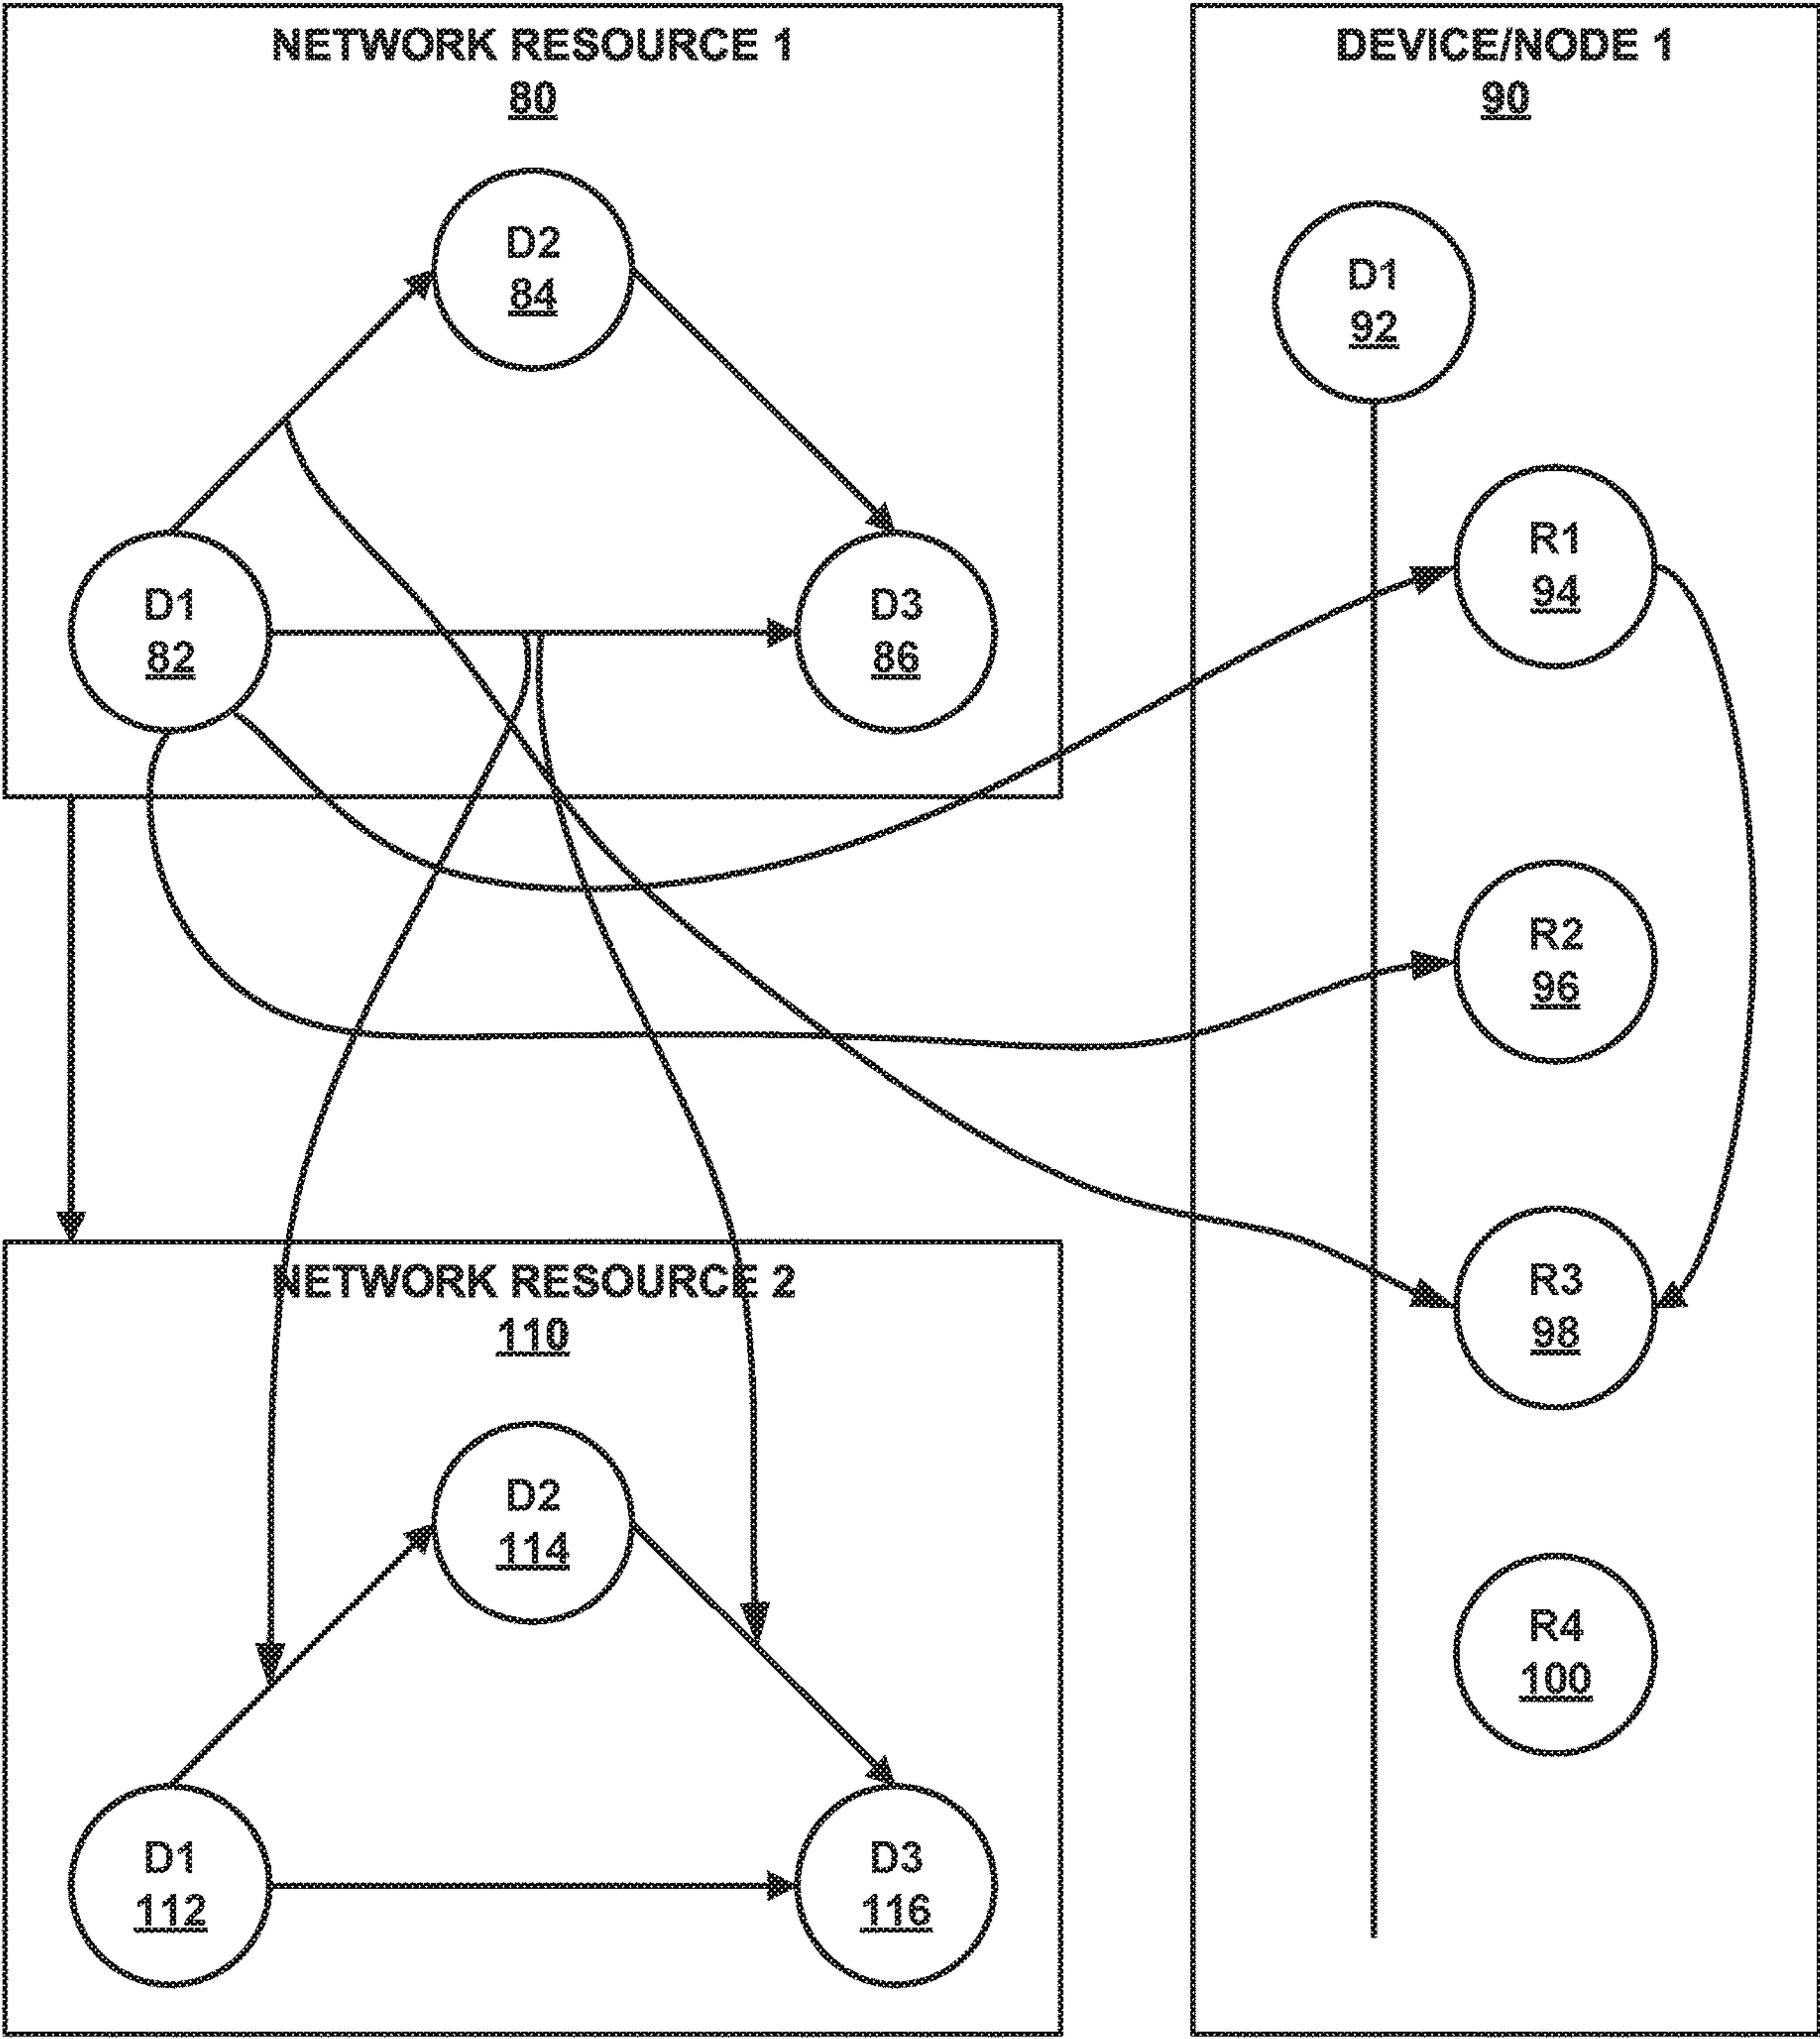 NETWORK RESOURCE 1
80
D2
84
D1
82
D3
86
DEVICE/NODE 1
90
D1
92
R1
94
R2
96
R3
98
R4
100
NETWORK RESOURCE 2
110
D2
114
D1
112
D3
116